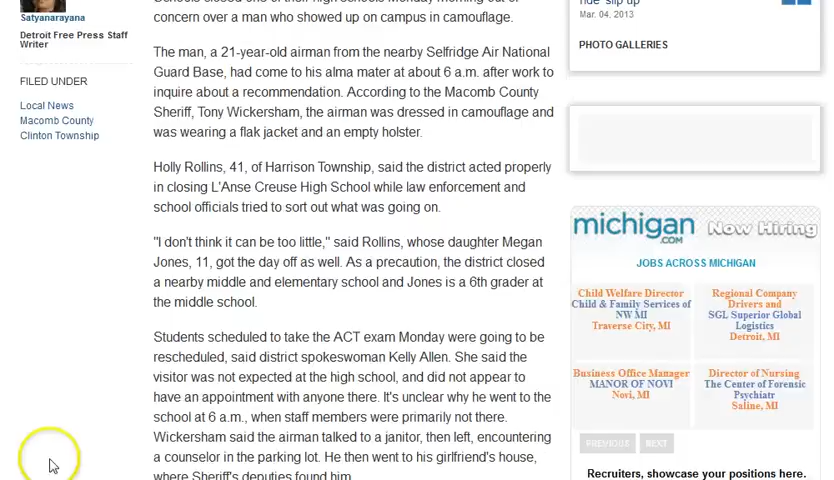 Schools closed one of their high schools Monday morning out of
concern over a man who showed up on campus in camouflage.
Satyanarayana
Detroit Free Press Staff
Writer
FILED UNDER
Local News
Macomb County
Clinton Township
The man, a 21-year-old airman from the nearby Selfridge Air National
Guard Base, had come to his alma mater at about 6 a.m. after work to
inquire about a recommendation. According to the Macomb County
Sheriff, Tony Wickersham, the airman was dressed in camouflage and
was wearing a flak jacket and an empty holster.
Holly Rollins, 41, of Harrison Township, said the district acted properly
in closing L'Anse Creuse High School while law enforcement and
school officials tried to sort out what was going on.
"I don't think it can be too little," said Rollins, whose daughter Megan
Jones, 11, got the day off as well. As a precaution, the district closed
a nearby middle and elementary school and Jones is a 6th grader at
the middle school.
Students scheduled to take the ACT exam Monday were going to be
rescheduled, said district spokeswoman Kelly Allen. She said the
visitor was not expected at the high school, and did not appear to
have an appointment with anyone there. It's unclear why he went to the
school at 6 a.m., when staff members were primarily not there.
Wickersham said the airman talked to a janitor, then left, encountering
a counselor in the parking lot. He then went to his girlfriend's house,
where Sheriff's deputies found him.
ride' slip up
Mar. 04, 2013
PHOTO GALLERIES
michigan
.com
Now Hiring
JOBS ACROSS MICHIGAN
Child Welfare Director
Child & Family Services of
NW MI
Traverse City, MI
Regional Company
Drivers and
SGL Superior Global
Logistics
Detroit, MI
Business Office Manager
MANOR OF NOVI
Novi, MI
Director of Nursing
The Center of Forensic
Psychiatr
Saline, MI
PREVIOUS
NEXT
Recruiters, showcase your positions here.